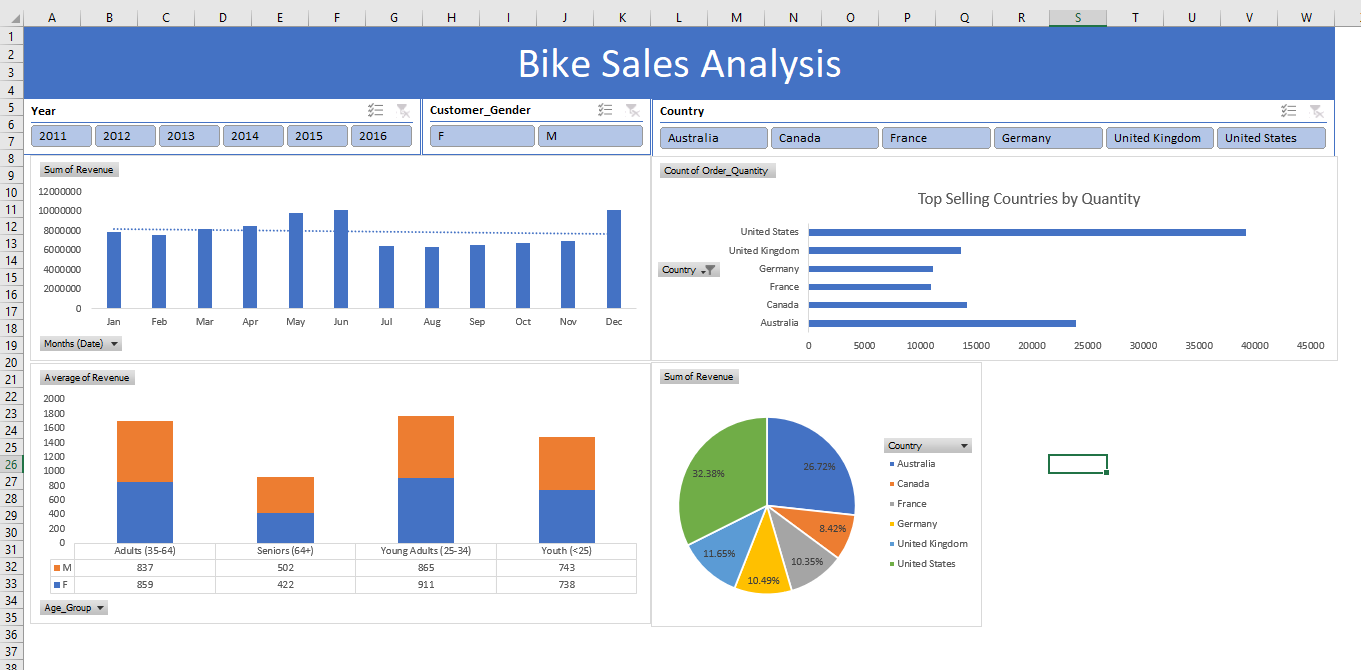 A B C D E F G H I J K L M N O P Q R S T U V W
1
2
3
4
5
6
7
8
9
10
11
12
13
14
15
16
17
18
19
20
21
22
23
24
25
26
27
28
29
30
31
32
33
34
35
36
37
38
Bike Sales Analysis
Year
2011 2012 2013 2014 2015 2016
Customer_Gender
F M
Country
Australia Canada France Germany United Kingdom United States
Sum of Revenue
12000000
10000000
8000000
6000000
4000000
2000000
0
Jan Feb Mar Apr May Jun Jul Aug Sep Oct Nov Dec
Months (Date)
Count of Order_Quantity
Top Selling Countries by Quantity
Country
United States
United Kingdom
Germany
France
Canada
Australia
0 5000 10000 15000 20000 25000 30000 35000 40000 45000
Average of Revenue
2000
1800
1600
1400
1200
1000
800
600
400
200
0
Adults (35-64) Seniors (64+) Young Adults (25-34) Youth (<25)
M 837 502 865 743
F 859 422 911 738
Age_Group
Sum of Revenue
26.72%
8.42%
10.35%
10.49%
11.65%
32.38%
Country
Australia
Canada
France
Germany
United Kingdom
United States